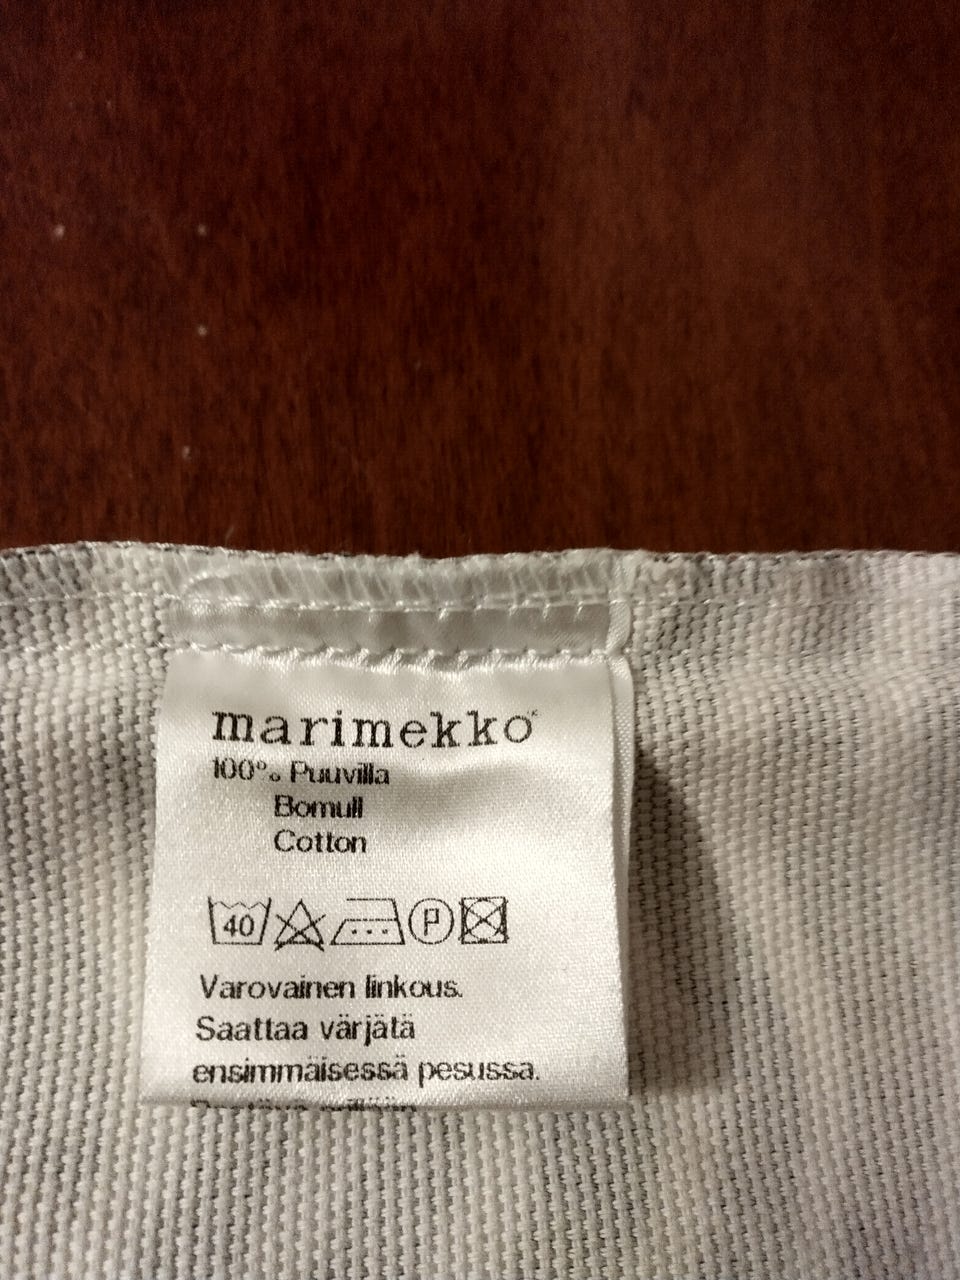 marimekko
100% Puuvilla
Bomull
Cotton
40 P
Varovainen linkous.
Saattaa värjätä
ensimmäisessä pesussa.